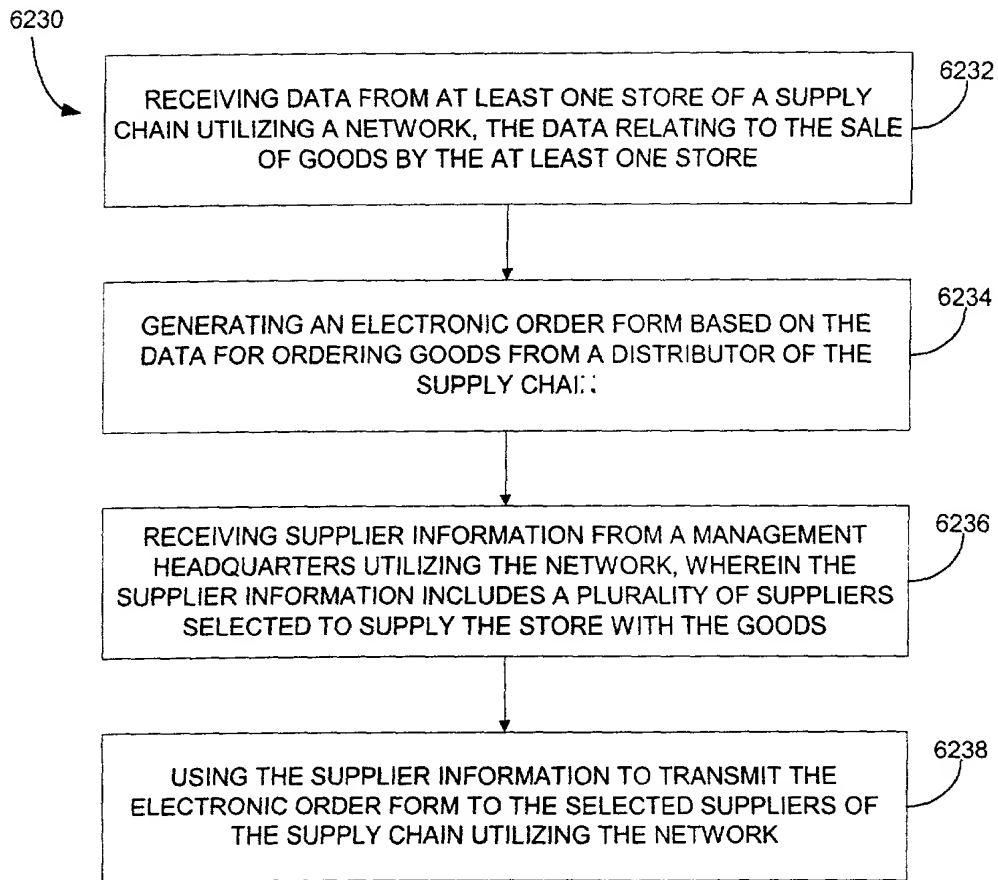 6230
RECEIVING DATA FROM AT LEAST ONE STORE OF A SUPPLY
CHAIN UTILIZING A NETWORK, THE DATA RELATING TO THE SALE
OF GOODS BY THE AT LEAST ONE STORE
6232
GENERATING AN ELECTRONIC ORDER FORM BASED ON THE
DATA FOR ORDERING GOODS FROM A DISTRIBUTOR OF THE
SUPPLY
6234
RECEIVING SUPPLIER INFORMATION FROM A MANAGEMENT
HEADQUARTERS UTILIZING THE NETWORK, WHEREIN THE
SUPPLIER INFORMATION INCLUDES A PLURALITY OF SUPPLIERS
SELECTED TO SUPPLY THE STORE WITH THE GOODS
6236
USING THE SUPPLIER INFORMATION TO TRANSMIT THE
ELECTRONIC ORDER FORM TO THE SELECTED SUPPLIERS OF
THE SUPPLY CHAIN UTILIZING THE NETWORK
6238